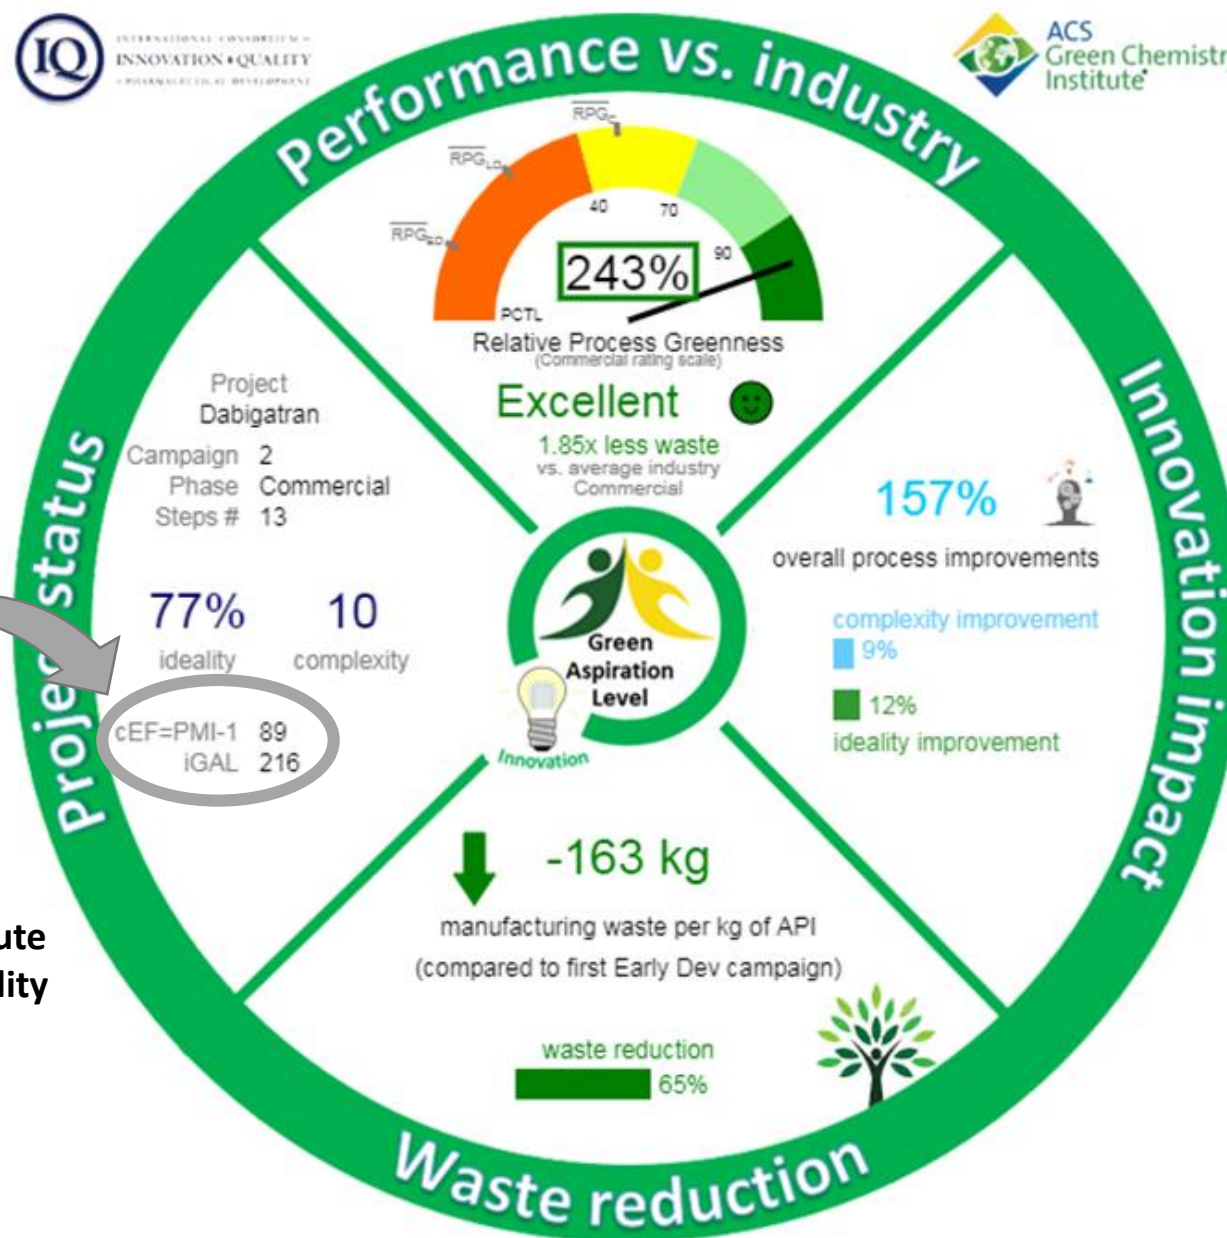 IQ
INTERNATIONAL CONSORTIUM for
INNOVATION & QUALITY
in PHARMACEUTICAL DEVELOPMENT
ACS
Green Chemistr
Institute
Performance vs. industry
RPG C
RPG LD
RPG ED
40
70
90
PCTL
243%
Relative Process Greenness
(Commercial rating scale)
Excellent
1.85x less waste
vs. average industry
Commercial
Project status
Project
Dabigatran
Campaign 2
Phase Commercial
Steps # 13
77% 10
ideality complexity
cEF=PMI-1 89
iGAL 216
Innovation impact
157%
overall process improvements
complexity improvement
9%
12%
ideality improvement
Green
Aspiration
Level
Innovation
-163 kg
manufacturing waste per kg of API
(compared to first Early Dev campaign)
waste reduction
65%
Waste reduction
ute
lity